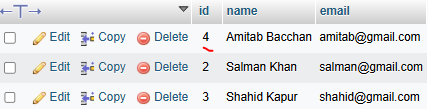 id name email
Edit Copy Delete 4 Amitab Bacchan amitab@gmail.com
Edit Copy Delete 2 Salman Khan salman@gmail.com
Edit Copy Delete 3 Shahid Kapur shahid@gmail.com